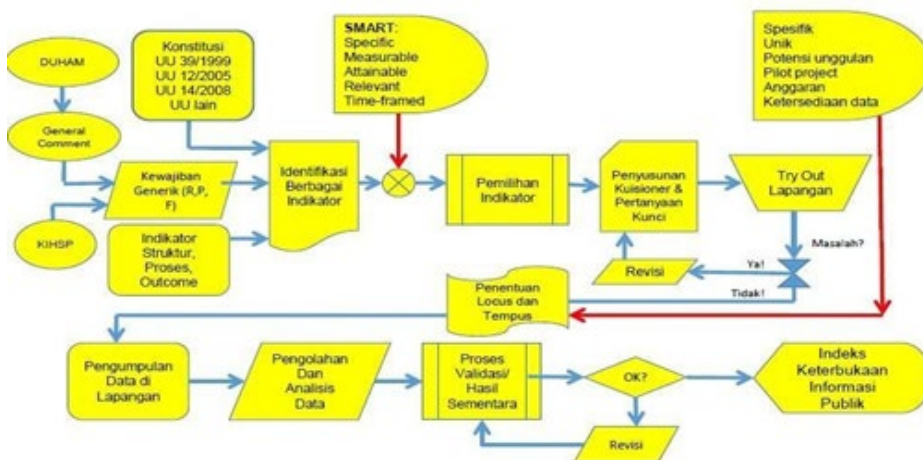 DUHAM
General
Comment
KIHSP
Konstitusi
UU 39/1999
UU 12/2005
UU 14/2008
UU lain
Kewajiban
Generik (R,P,
F)
Indikator
Struktur,
Proses,
Outcome
Identifikasi
Berbagai
Indikator
SMART:
Specific
Measurable
Attainable
Relevant
Time-framed
Pemilihan
Indikator
Penyusunan
Kuisioner &
Pertanyaan
Kunci
Try Out
Lapangan
Spesifik
Unik
Potensi unggulan
Pilot project
Anggaran
Ketersediaan data
Masalah?
Ya!
Tidak!
Revisi
Penentuan
Locus dan
Tempus
Pengumpulan
Data di
Lapangan
Pengolahan
Dan
Analisis
Data
Proses
Validasi/
Hasil
Sementara
OK?
Revisi
Indeks
Keterbukaan
Informasi
Publik